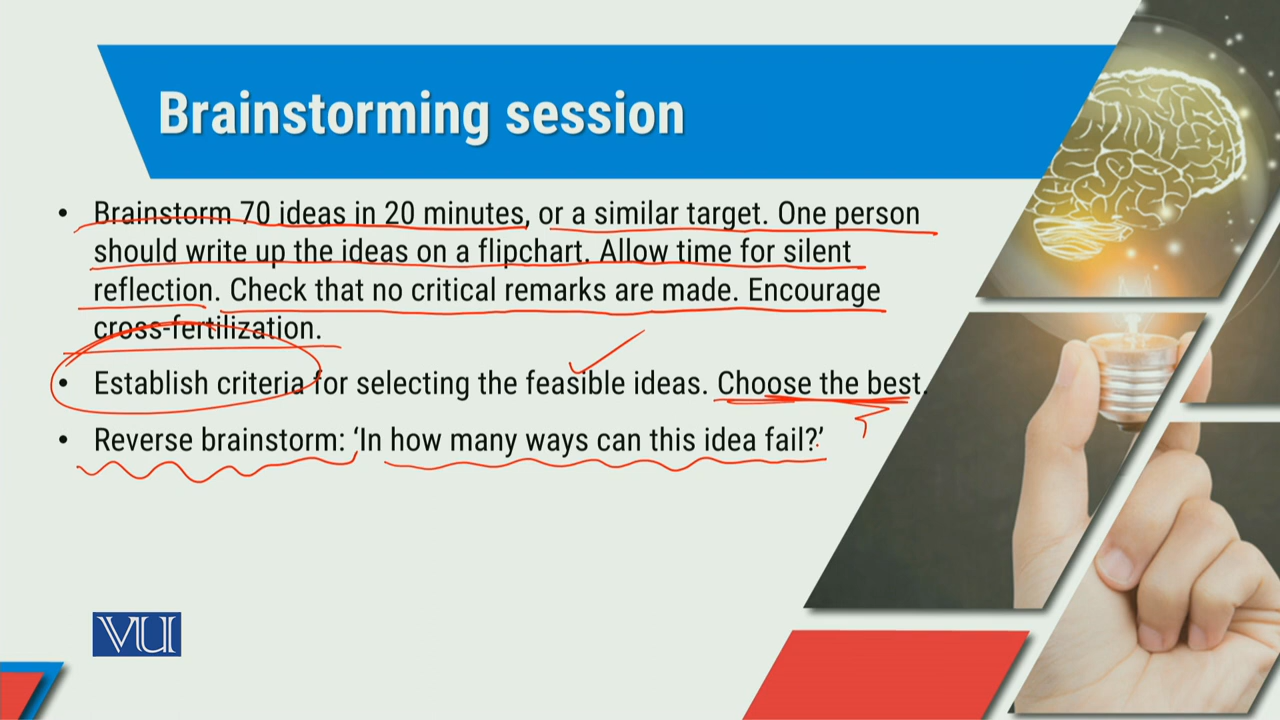 Brainstorming session
• Brainstorm 70 ideas in 20 minutes, or a similar target. One person
should write up the ideas on a flipchart. Allow time for silent
reflection. Check that no critical remarks are made. Encourage
cross-fertilization.
• Establish criteria for selecting the feasible ideas. Choose the best.
• Reverse brainstorm: ‘In how many ways can this idea fail?’
VU